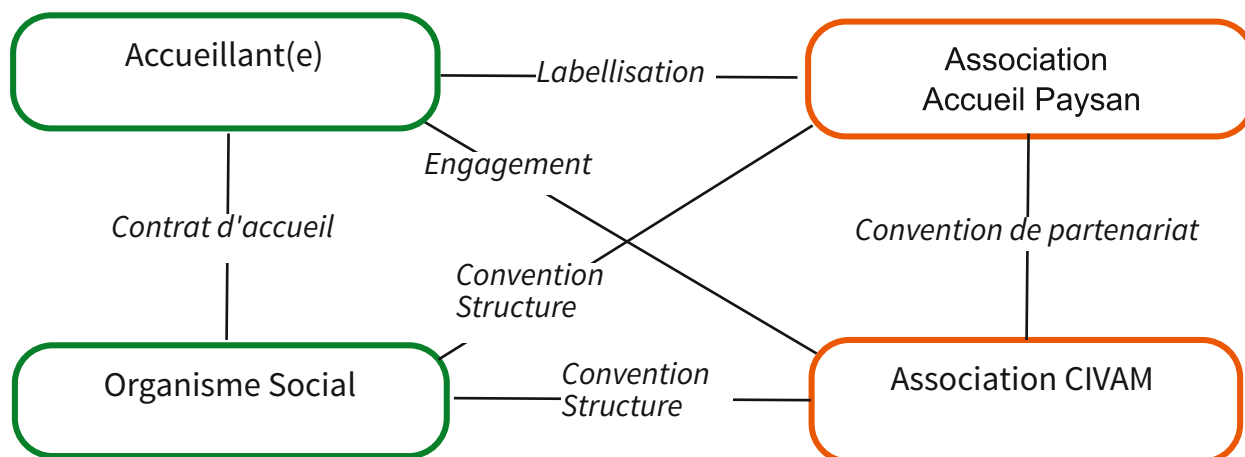 Accueillant(e)
Labellisation
Association
Accueil Paysan
Engagement
Contrat d'accueil
Convention de partenariat
Convention
Structure
Organisme Social
Convention
Structure
Association CIVAM